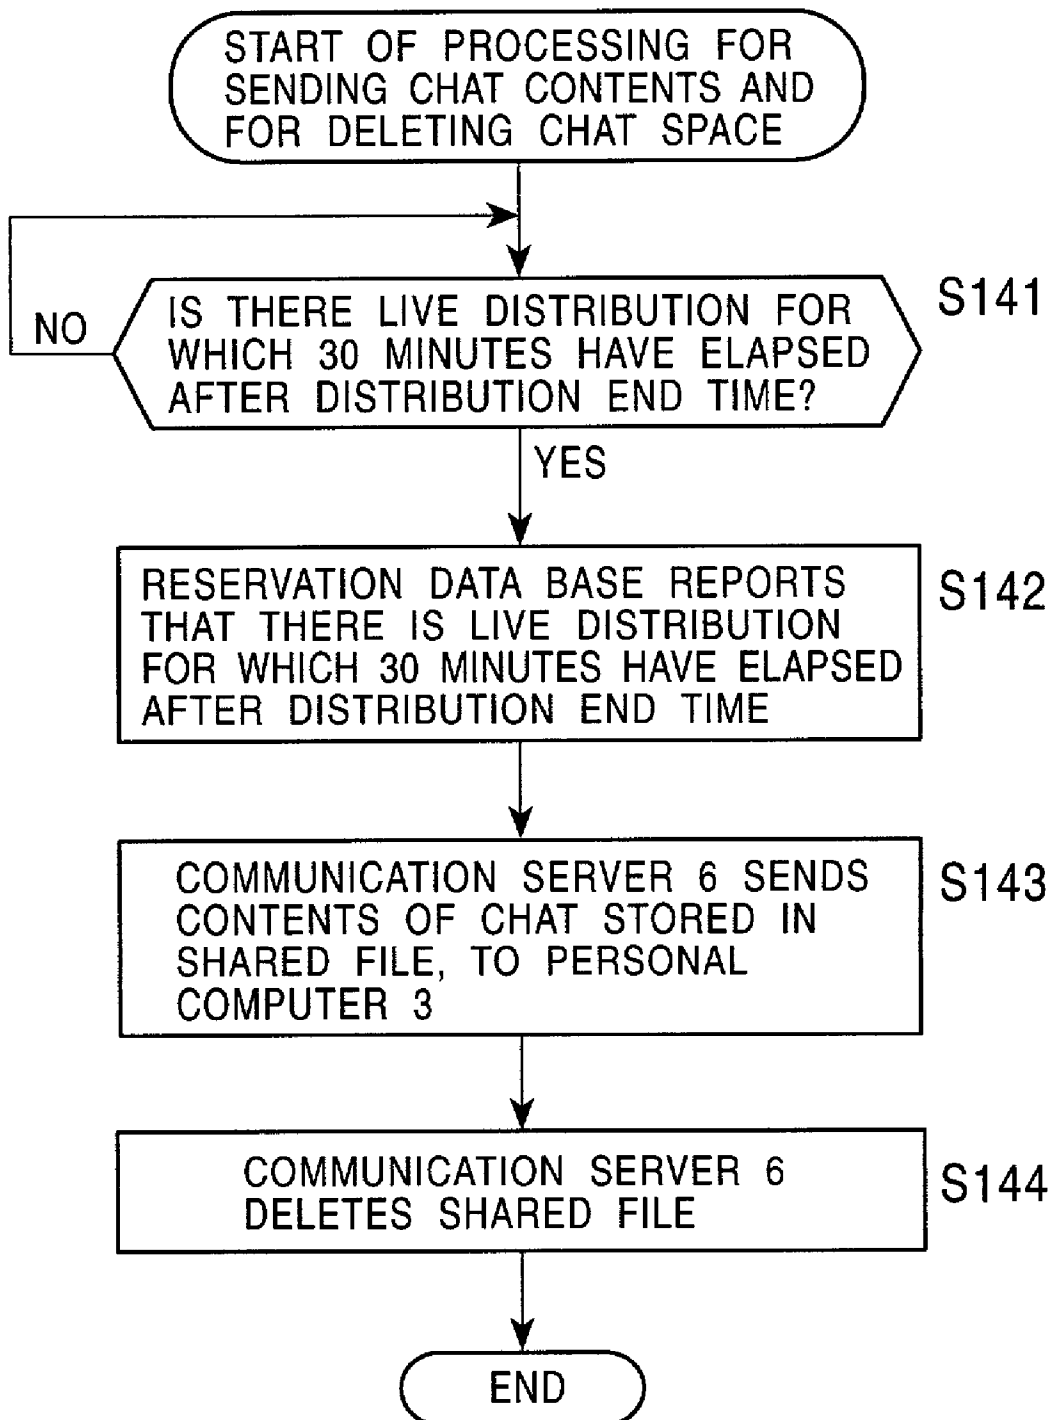 START OF PROCESSING FOR
SENDING CHAT CONTENTS AND
FOR DELETING CHAT SPACE
IS THERE LIVE DISTRIBUTION FOR
WHICH 30 MINUTES HAVE ELAPSED
AFTER DISTRIBUTION END TIME?
S141
NO
YES
RESERVATION DATA BASE REPORTS
THAT THERE IS LIVE DISTRIBUTION
FOR WHICH 30 MINUTES HAVE ELAPSED
AFTER DISTRIBUTION END TIME
S142
COMMUNICATION SERVER 6 SENDS
CONTENTS OF CHAT STORED IN
SHARED FILE, TO PERSONAL
COMPUTER 3
S143
COMMUNICATION SERVER 6
DELETES SHARED FILE
S144
END